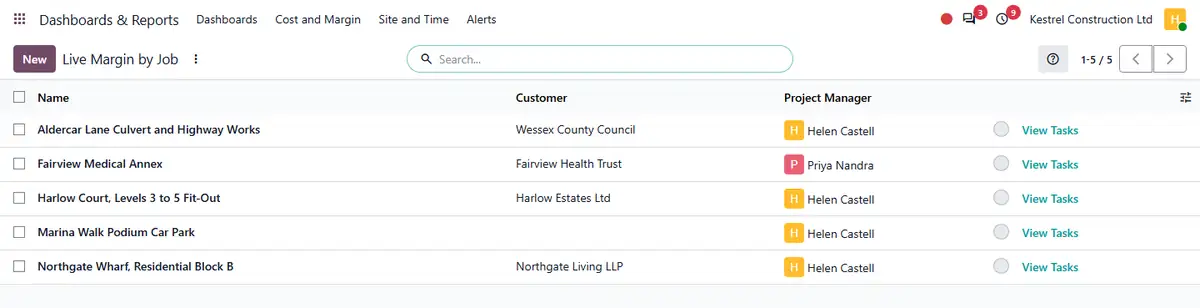 Dashboards & Reports Dashboards Cost and Margin Site and Time Alerts 3 9 Kestrel Construction Ltd H
New Live Margin by Job Search... 1-5 / 5
Name Customer Project Manager
Aldercar Lane Culvert and Highway Works Wessex County Council H Helen Castell View Tasks
Fairview Medical Annex Fairview Health Trust P Priya Nandra View Tasks
Harlow Court, Levels 3 to 5 Fit-Out Harlow Estates Ltd H Helen Castell View Tasks
Marina Walk Podium Car Park H Helen Castell View Tasks
Northgate Wharf, Residential Block B Northgate Living LLP H Helen Castell View Tasks